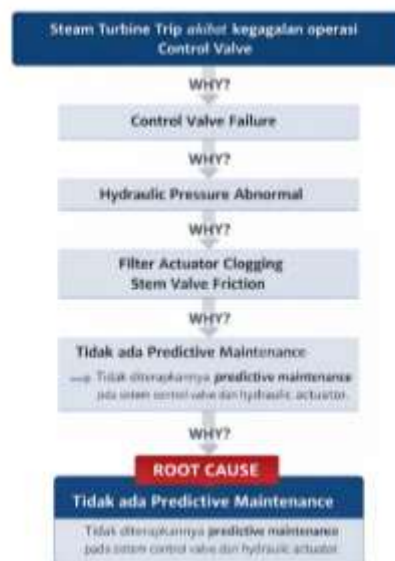 Steam Turbine Trip akibat kegagalan operasi
Control Valve
WHY?
Control Valve Failure
WHY?
Hydraulic Pressure Abnormal
WHY?
Filter Actuator Clogging
Stem Valve Friction
WHY?
Tidak ada Predictive Maintenance
→ Tidak diterapkannya predictive maintenance
pada sistem control valve dan hydraulic actuator.
WHY?
ROOT CAUSE
Tidak ada Predictive Maintenance
Tidak diterapkannya predictive maintenance
pada sistem control valve dan hydraulic actuator.